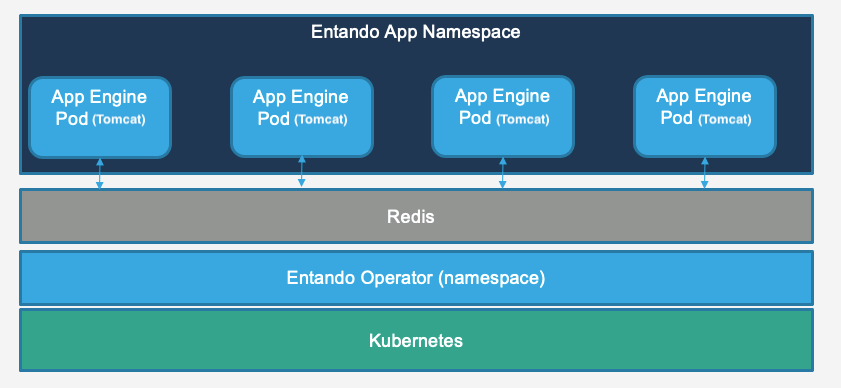 Entando App Namespace
App Engine
Pod (Tomcat)
App Engine
Pod (Tomcat)
App Engine
Pod (Tomcat)
App Engine
Pod (Tomcat)
Redis
Entando Operator (namespace)
Kubernetes